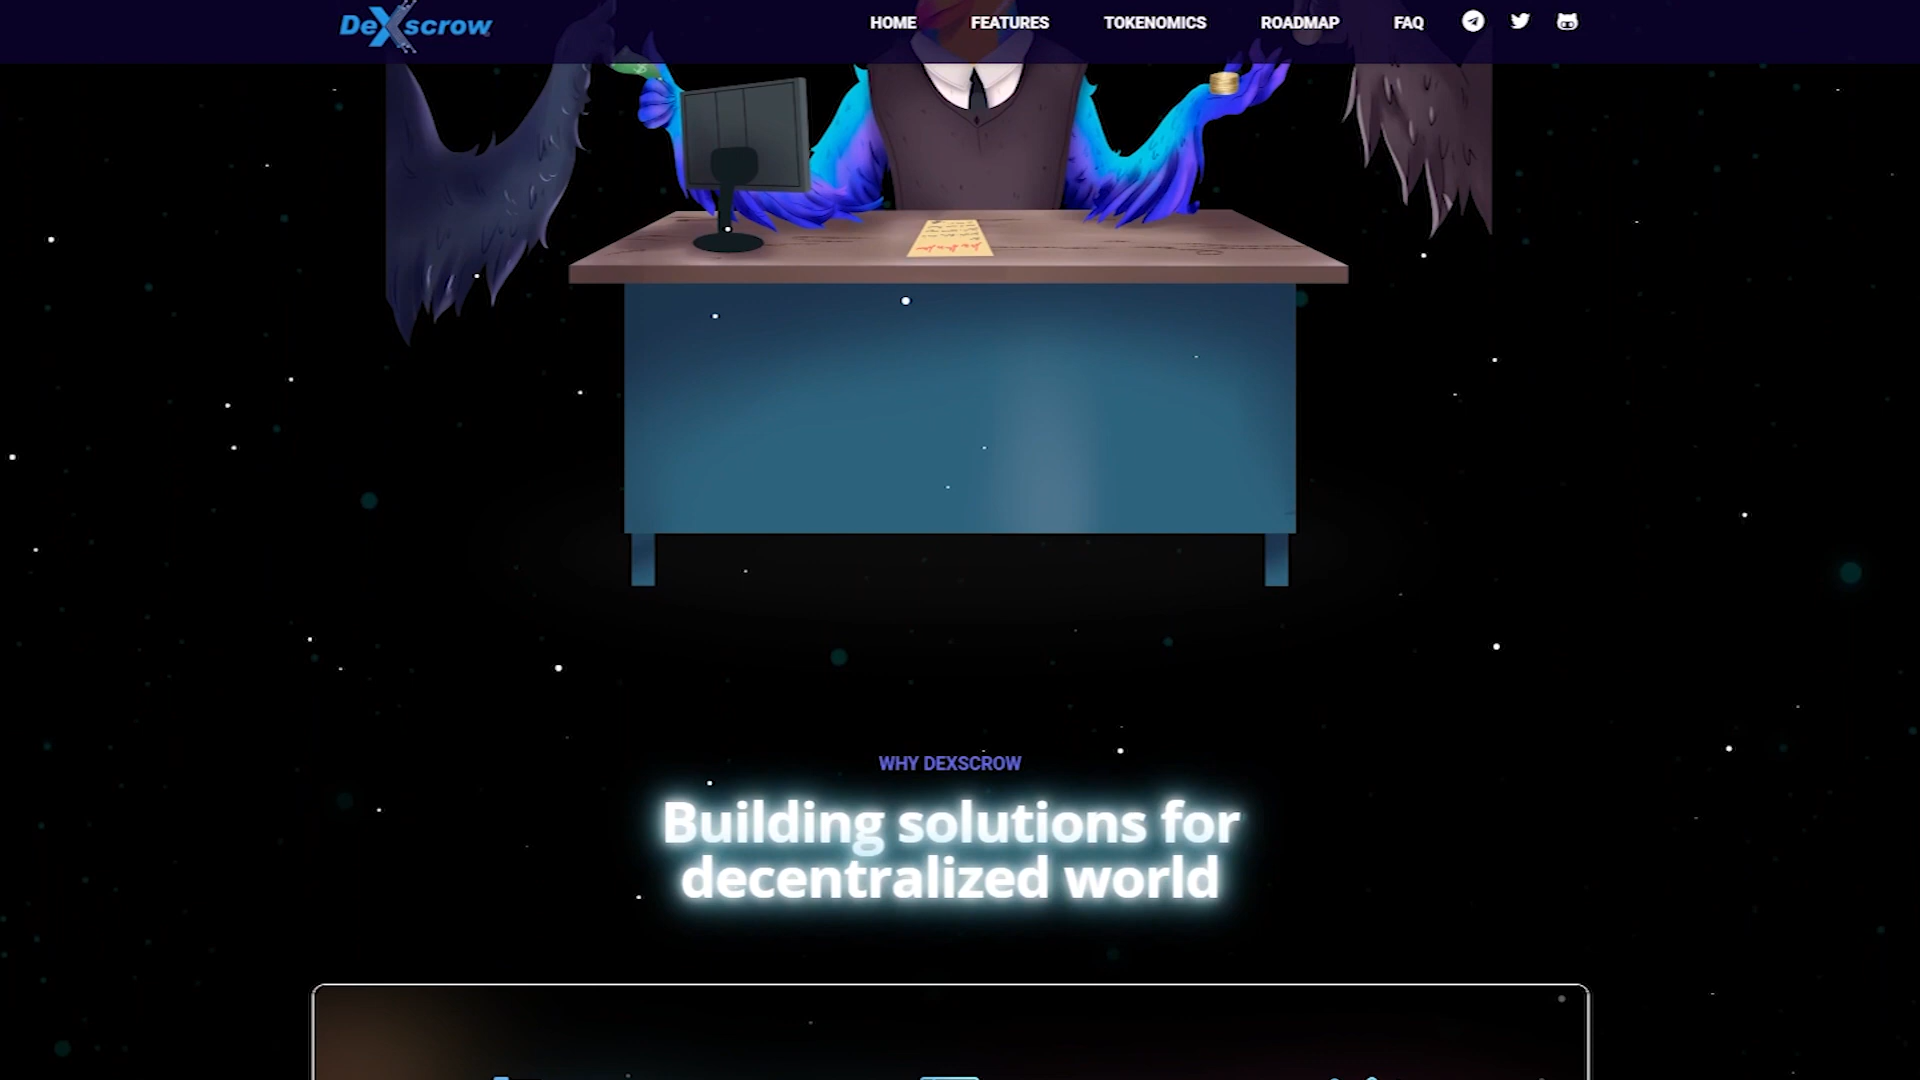 DeXscrow
HOME FEATURES TOKENOMICS ROADMAP FAQ
WHY DEXSCROW
Building solutions for
decentralized world